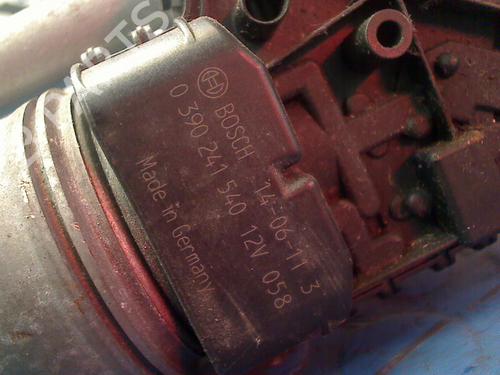 BOSCH 14-06-11 3
0 390 241 540 12V 058
Made in Germany